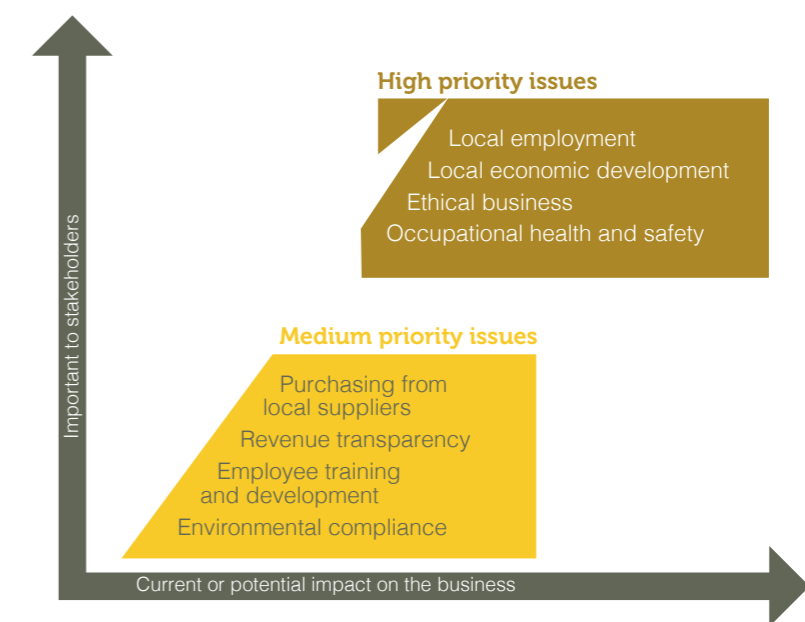 High priority issues
Local employment
Local economic development
Ethical business
Occupational health and safety
Important to stakeholders
Medium priority issues
Purchasing from
local suppliers
Revenue transparency
Employee training
and development
Environmental compliance
Current or potential impact on the business